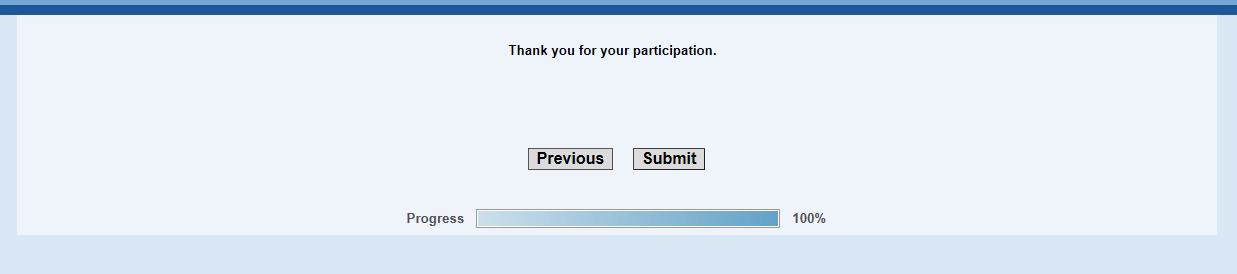 Thank you for your participation.
Previous Submit
Progress 100%